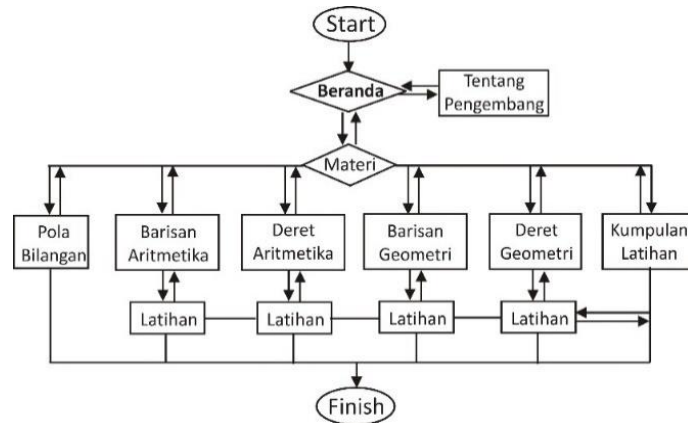 Start
Beranda
Tentang
Pengembang
Materi
Pola
Bilangan
Barisan
Aritmetika
Deret
Aritmetika
Barisan
Geometri
Deret
Geometri
Kumpulan
Latihan
Latihan
Latihan
Latihan
Latihan
Finish